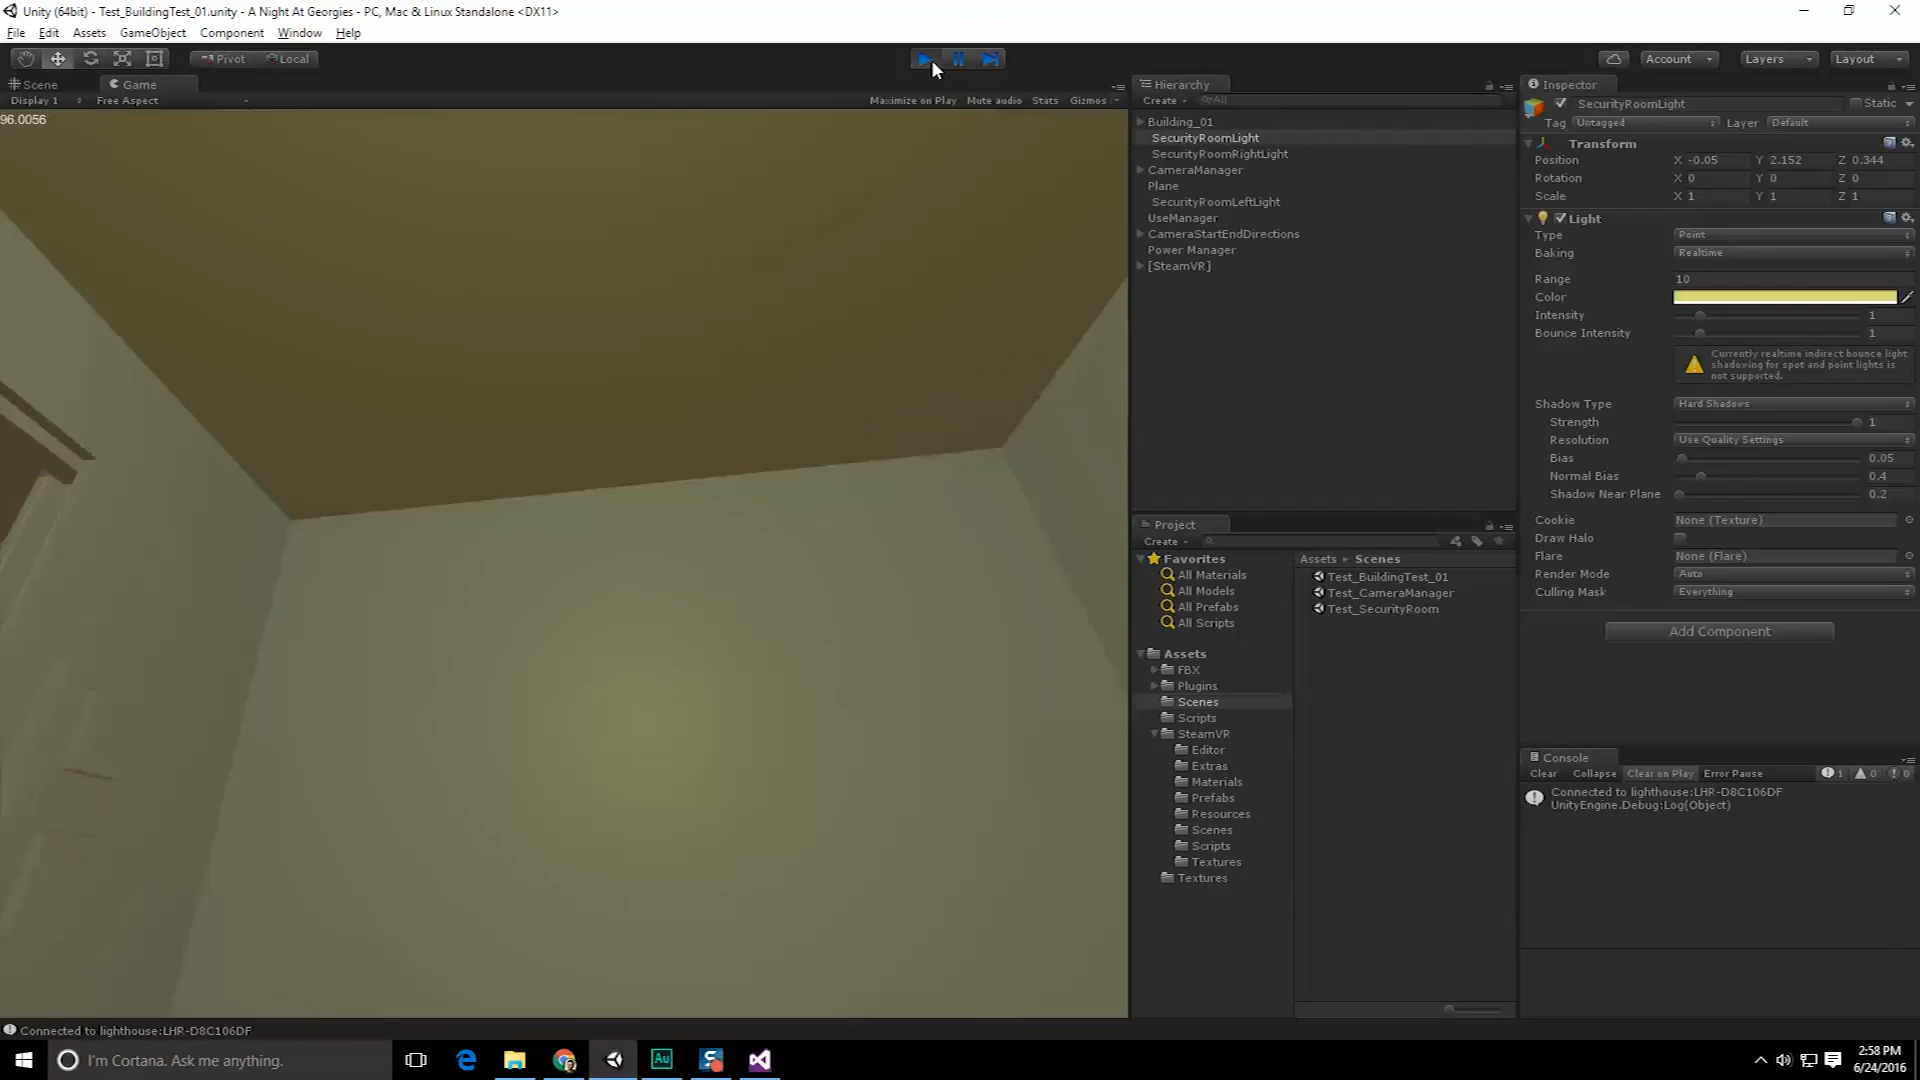 Unity (64bit) - Test_BuildingTest_01.unity - A Night At Georgies - PC, Mac & Linux Standalone <DX11>
File Edit Assets GameObject Component Window Help
Pivot Local
Account Layers Layout
Scene Game
Display 1 Free Aspect
Maximize on Play Mute audio Stats Gizmos
96.0056
Hierarchy
Create All
Building_01
SecurityRoomLight
SecurityRoomRightLight
CameraManager
Plane
SecurityRoomLeftLight
UseManager
CameraStartEndDirections
Power Manager
[SteamVR]
Project
Create
Favorites
All Materials
All Models
All Prefabs
All Scripts
Assets
FBX
Plugins
Scenes
Scripts
SteamVR
Editor
Extras
Materials
Prefabs
Resources
Scenes
Scripts
Textures
Textures
Assets Scenes
Test_BuildingTest_01
Test_CameraManager
Test_SecurityRoom
Inspector
SecurityRoomLight Static
Tag Untagged Layer Default
Transform
Position X -0.05 Y 2.152 Z 0.344
Rotation X 0 Y 0 Z 0
Scale X 1 Y 1 Z 1
Light
Type Point
Baking Realtime
Range 10
Color
Intensity 1
Bounce Intensity 1
Currently realtime indirect bounce light
shadowing for spot and point lights is
not supported.
Shadow Type Hard Shadows
Strength 1
Resolution Use Quality Settings
Bias 0.05
Normal Bias 0.4
Shadow Near Plane 0.2
Cookie None (Texture)
Draw Halo
Flare None (Flare)
Render Mode Auto
Culling Mask Everything
Add Component
Console
Clear Collapse Clear on Play Error Pause 1 0 0
Connected to lighthouse:LHR-D8C106DF
UnityEngine.Debug:Log(Object)
Connected to lighthouse:LHR-D8C106DF
I'm Cortana. Ask me anything.
Au
2:58 PM
6/24/2016